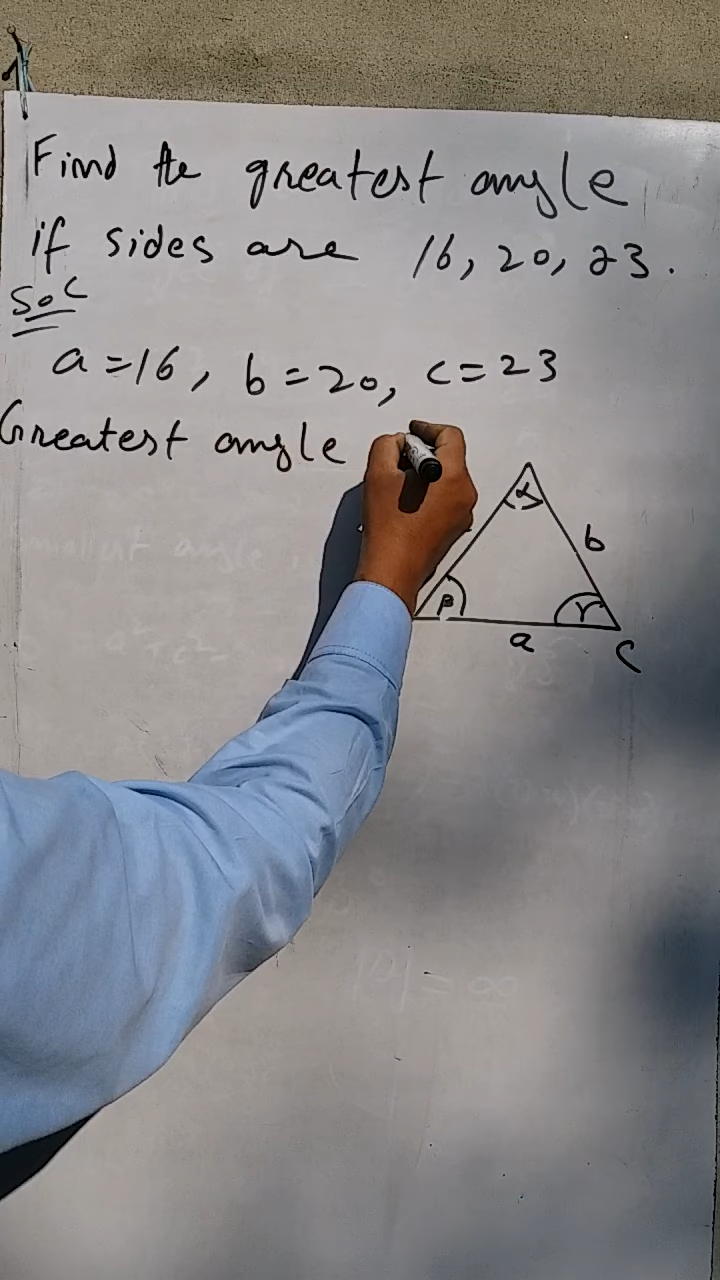 Find the greatest angle
if sides are 16, 20, 23.
Sol
a = 16, b = 20, c = 23
Greatest angle
α
b
β
γ
a
C
|D| = ∞